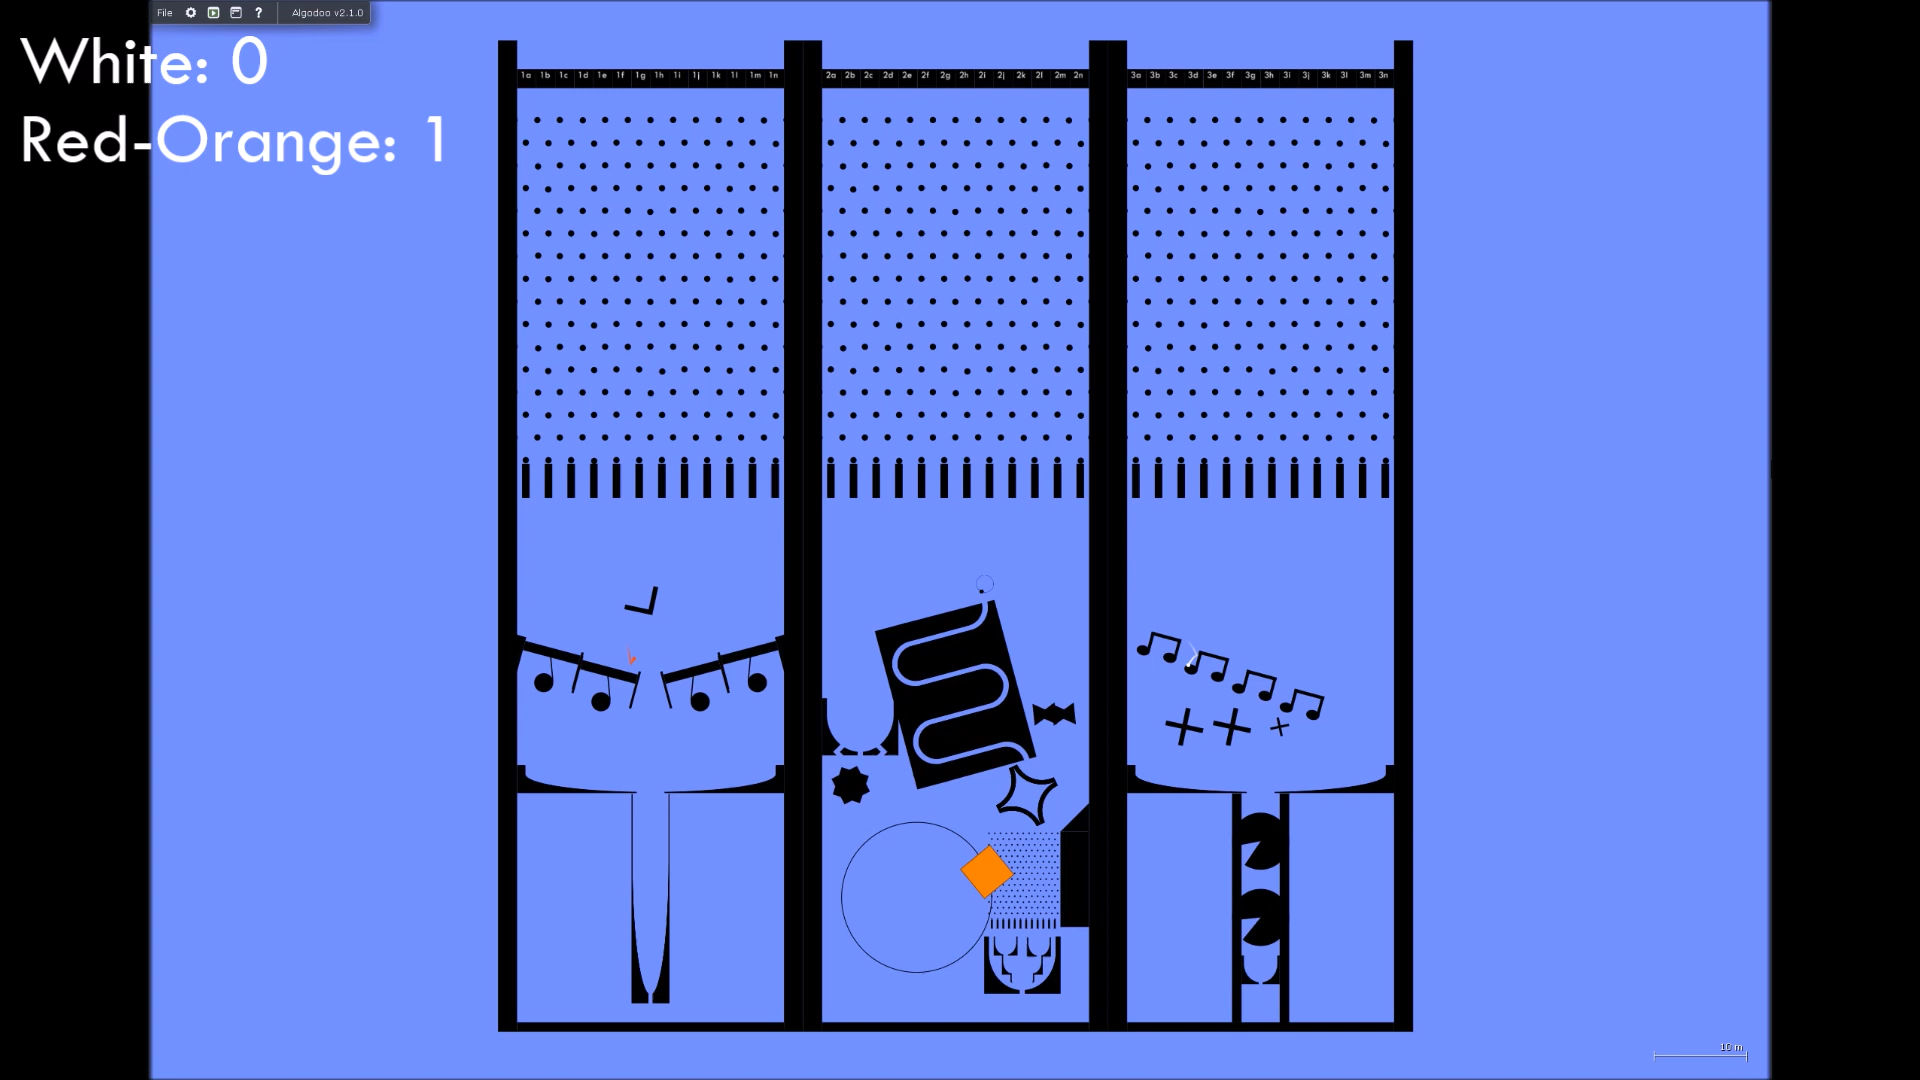 File ? Algodoo v2.1.0
White: 0
Red-Orange: 1
1a 1b 1c 1d 1e 1f 1g 1h 1i 1j 1k 1l 1m 1n 2a 2b 2c 2d 2e 2f 2g 2h 2i 2j 2k 2l 2m 2n 3a 3b 3c 3d 3e 3f 3g 3h 3i 3j 3k 3l 3m 3n
10 m